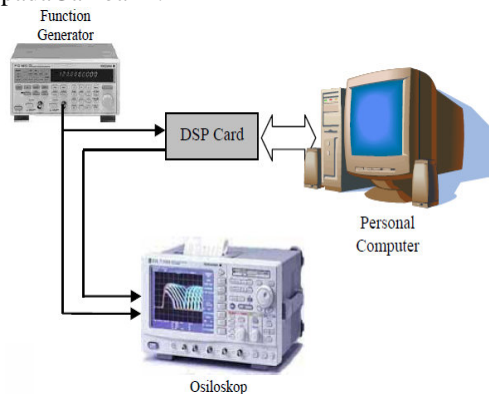 Function
Generator
DSP Card
Personal
Computer
Osiloskop